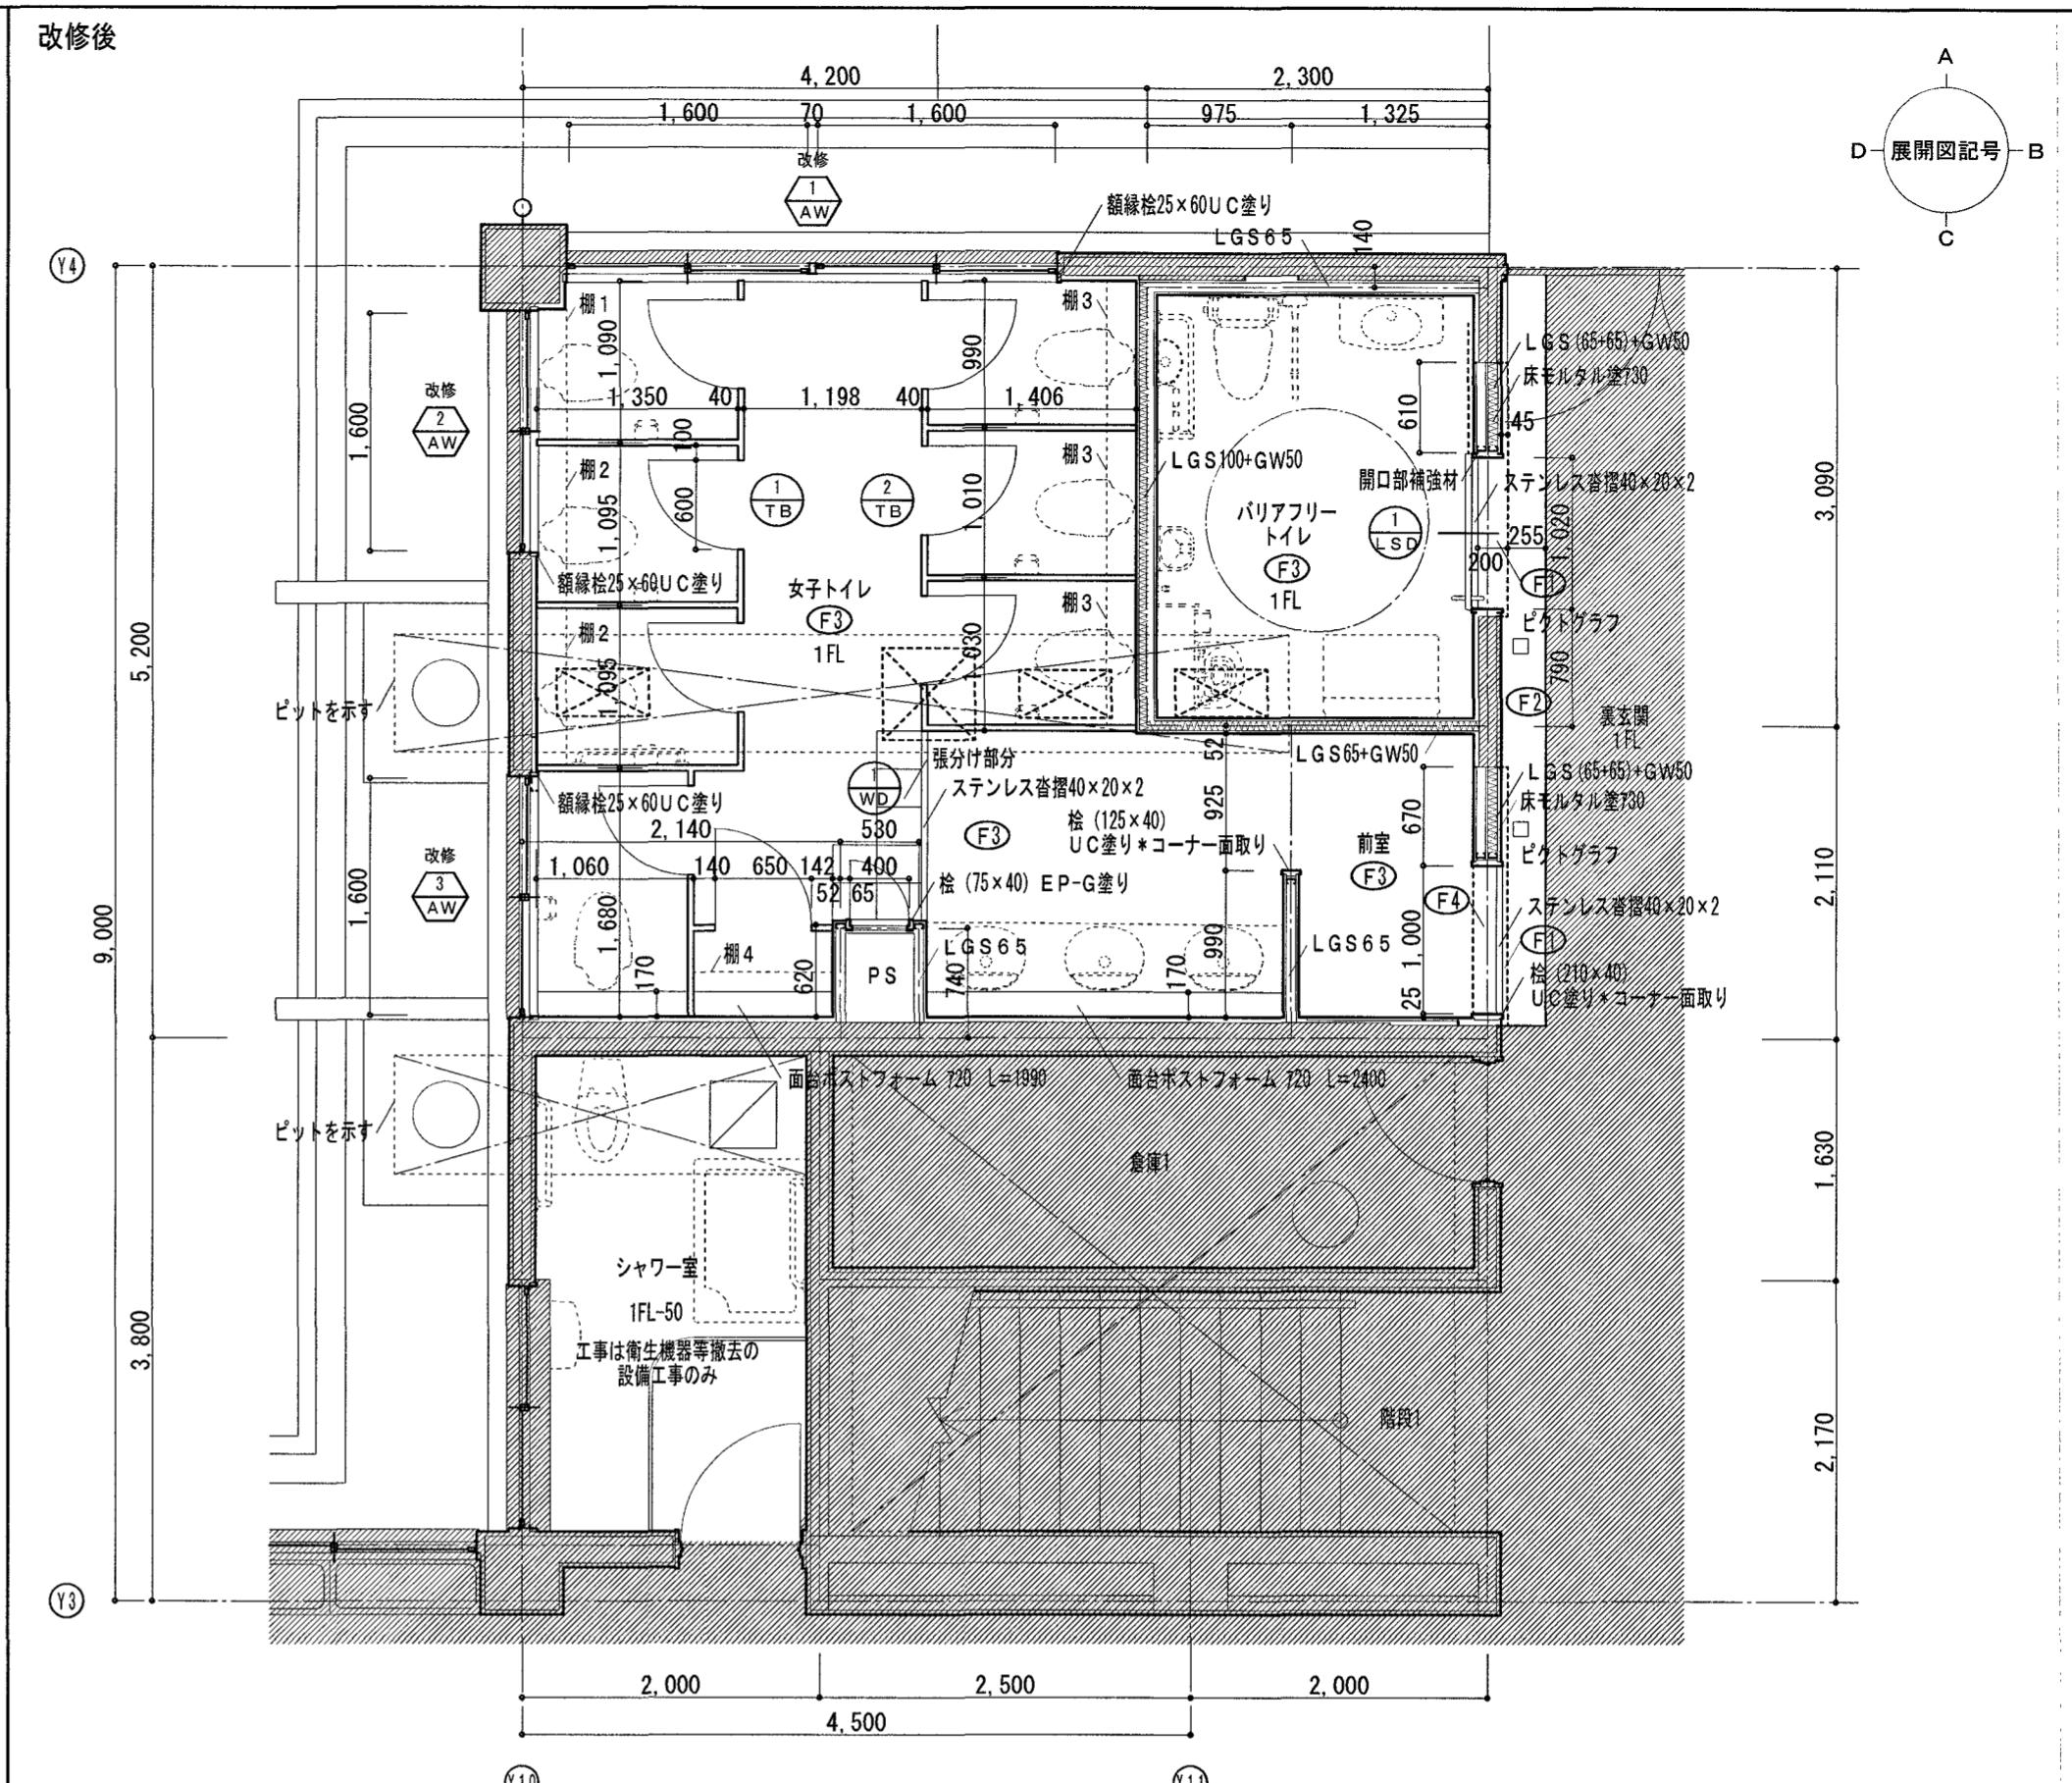 改修後
4,200
2,300
1,600
70
1,600
975
1,325
A
D
展開図記号
B
C
改修
1
AW
額縁桧25×60UC塗り
LGS65
140
Y4
棚1
棚3
1,090
990
LGS(65+65)+GW50
床モルタル塗 30
610
45
改修
2
AW
1,600
1,350
40
1,198
40
1,406
100
棚2
棚3
LGS100+GW50
開口部補強材
ステンレス沓摺40×20×2
1,095
600
1
TB
2
TB
1,010
バリアフリー
トイレ
F3
1FL
1
LSD
1,020
255
200
F1
3,090
額縁桧25×60UC塗り
女子トイレ
F3
1FL
棚2
棚3
1,095
1,030
ピクトグラフ
790
F2
5,200
ピットを示す
裏玄関
1FL
張分け部分
1
WD
52
LGS65+GW50
LGS(65+65)+GW50
床モルタル塗 30
額縁桧25×60UC塗り
ステンレス沓摺40×20×2
2,140
530
F3
桧 (125×40)
UC塗り*コーナー面取り
925
前室
F3
670
ピクトグラフ
改修
3
AW
1,600
1,060
140
650
142
400
52
65
桧 (75×40) EP-G塗り
F4
ステンレス沓摺40×20×2
2,110
9,000
1,680
170
棚4
620
PS
LGS65
740
170
990
LGS65
1,000
25
F1
桧 (210×40)
UC塗り*コーナー面取り
面台ポストフォーム 20 L=1990
面台ポストフォーム 20 L=2400
ピットを示す
倉庫1
1,630
シャワー室
1FL-50
工事は衛生機器等撤去の
設備工事のみ
3,800
階段1
2,170
Y3
2,000
2,500
2,000
4,500
X10
X11